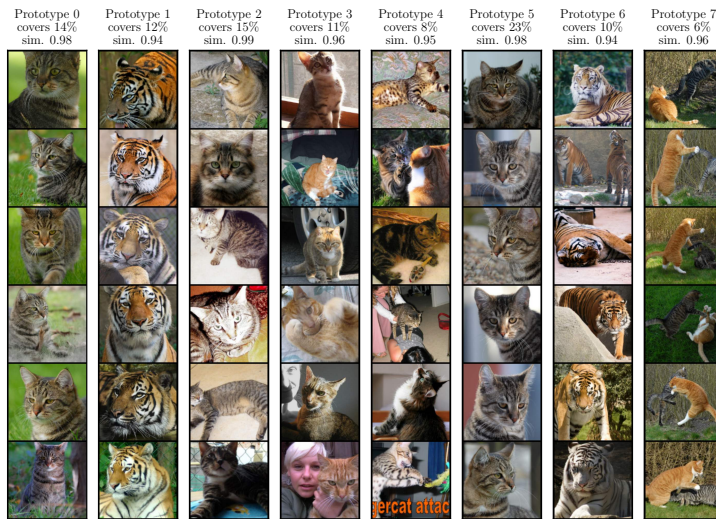 Prototype 0
covers 14%
sim. 0.98
Prototype 1
covers 12%
sim. 0.94
Prototype 2
covers 15%
sim. 0.99
Prototype 3
covers 11%
sim. 0.96
Prototype 4
covers 8%
sim. 0.95
Prototype 5
covers 23%
sim. 0.98
Prototype 6
covers 10%
sim. 0.94
Prototype 7
covers 6%
sim. 0.96
gercat attac